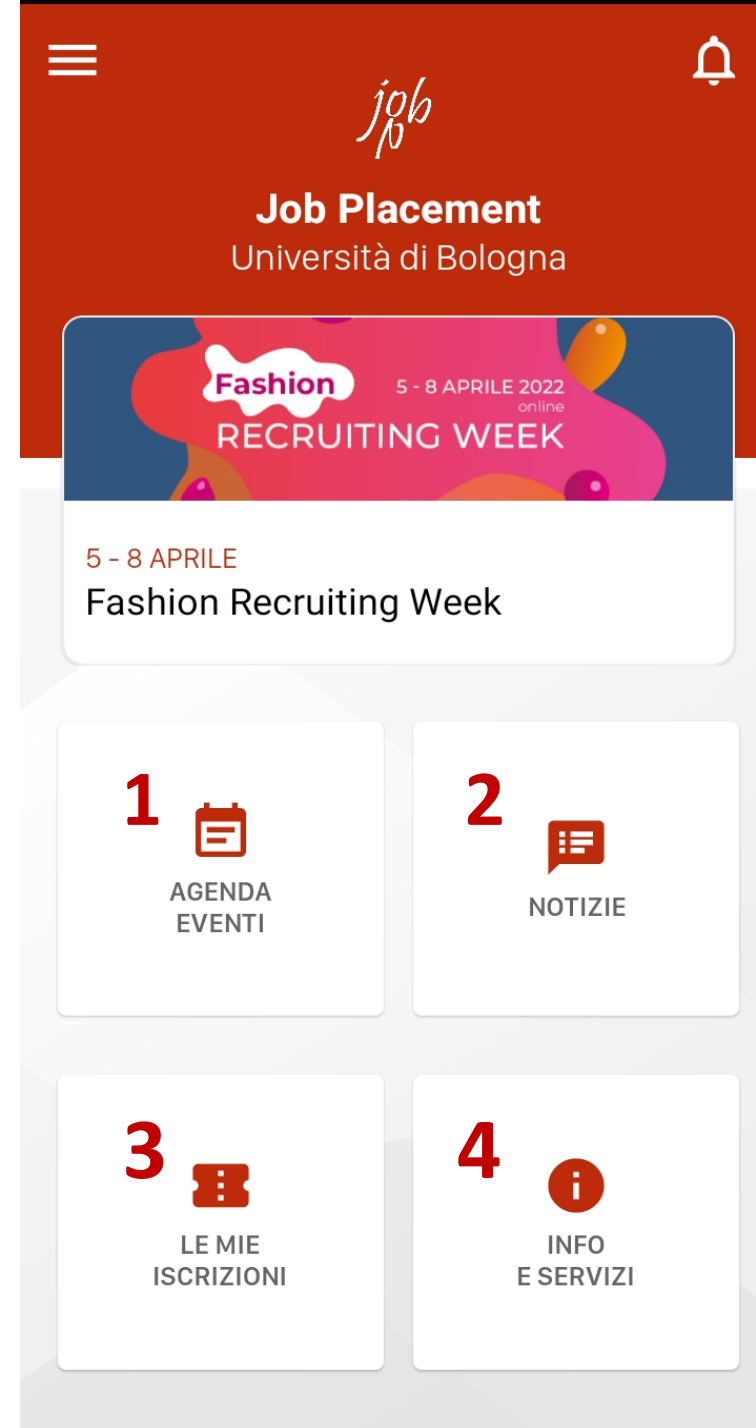 job
Job Placement
Università di Bologna
Fashion
5 - 8 APRILE 2022
online
RECRUITING WEEK
5 - 8 APRILE
Fashion Recruiting Week
1
AGENDA
EVENTI
2
NOTIZIE
3
LE MIE
ISCRIZIONI
4
INFO
E SERVIZI